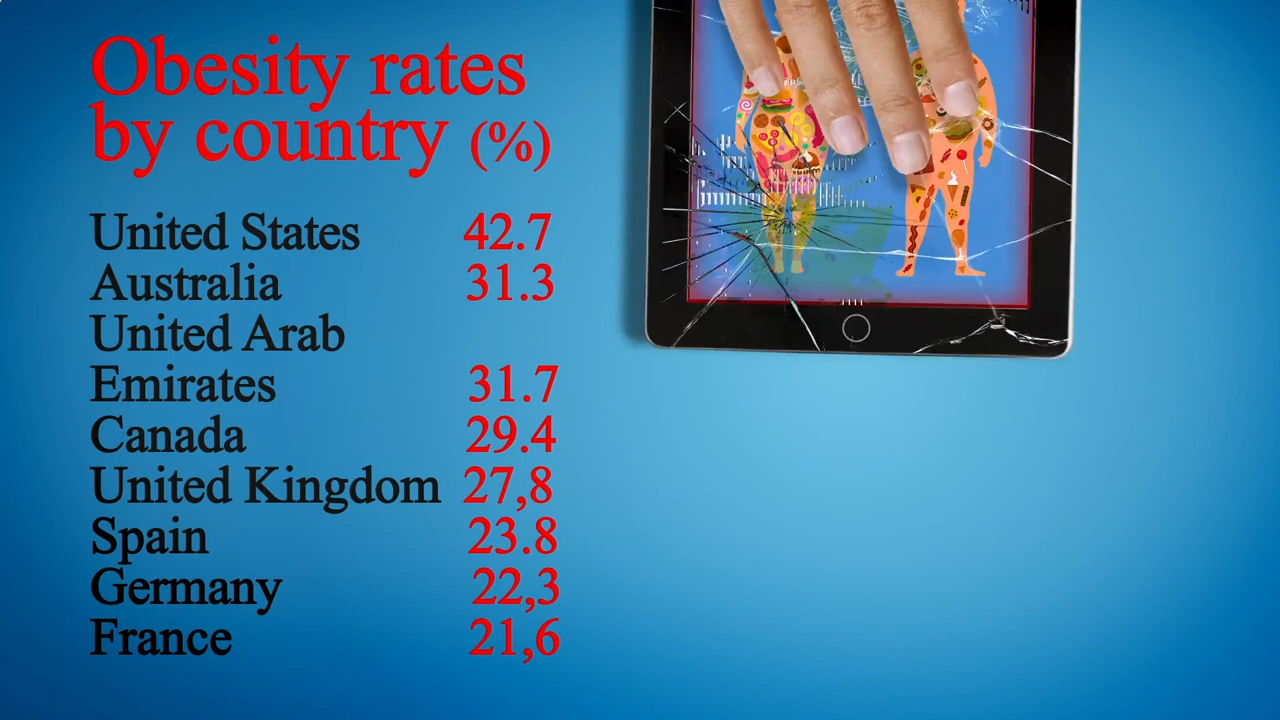 Obesity rates
by country (%)
United States 42.7
Australia 31.3
United Arab
Emirates 31.7
Canada 29.4
United Kingdom 27,8
Spain 23.8
Germany 22,3
France 21,6